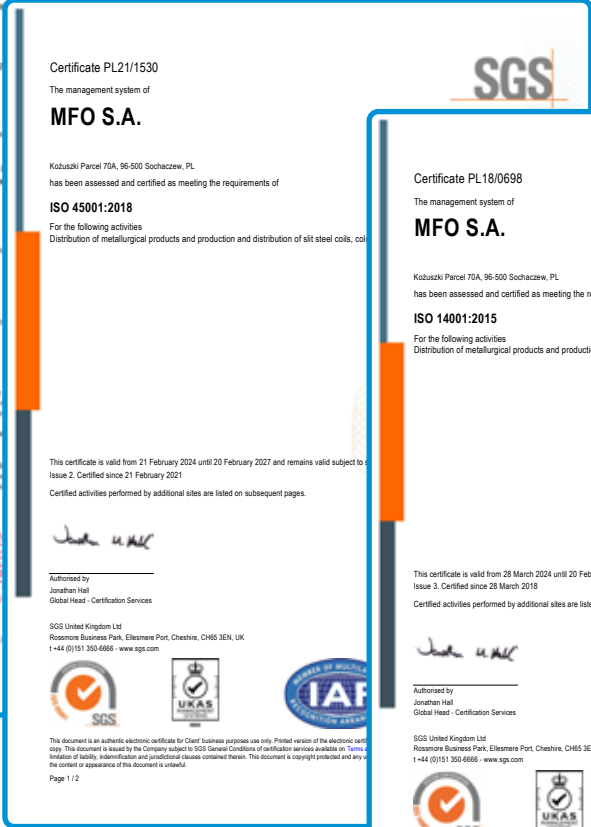 Certificate PL21/1530
The management system of
MFO S.A.
Kożuszki Parcel 70A, 96-500 Sochaczew, PL
has been assessed and certified as meeting the requirements of
ISO 45001:2018
For the following activities
Distribution of metallurgical products and production and distribution of slit steel coils,
This certificate is valid from 21 February 2024 until 20 February 2027 and remains valid subject to
Issue 2. Certified since 21 February 2021
Certified activities performed by additional sites are listed on subsequent pages.
Authorised by
Jonathan Hall
Global Head - Certification Services
SGS United Kingdom Ltd
Rossmore Business Park, Ellesmere Port, Cheshire, CH65 3EN, UK
t +44 (0)151 350-6666 - www.sgs.com
SGS
UKAS
MANAGEMENT
SYSTEMS
MEMBER OF
IAF
This document is an authentic electronic certificate for Client' business purposes use only. Printed version of the electronic
copy. This document is issued by the Company subject to SGS General Conditions of certification services available on Terms
limitation of liability, indemnification and jurisdictional clauses contained therein. This document is copyright protected and any
the content or appearance of this document is unlawful.
Page 1 / 2
SGS
Certificate PL18/0698
The management system of
MFO S.A.
Kożuszki Parcel 70A, 96-500 Sochaczew, PL
has been assessed and certified as meeting the
ISO 14001:2015
For the following activities
Distribution of metallurgical products and
This certificate is valid from 28 March 2024 until 20
Issue 3. Certified since 28 March 2018
Certified activities performed by additional sites are
Authorised by
Jonathan Hall
Global Head - Certification Services
SGS United Kingdom Ltd
Rossmore Business Park, Ellesmere Port, Cheshire, CH65
t +44 (0)151 350-6666 - www.sgs.com
UKAS